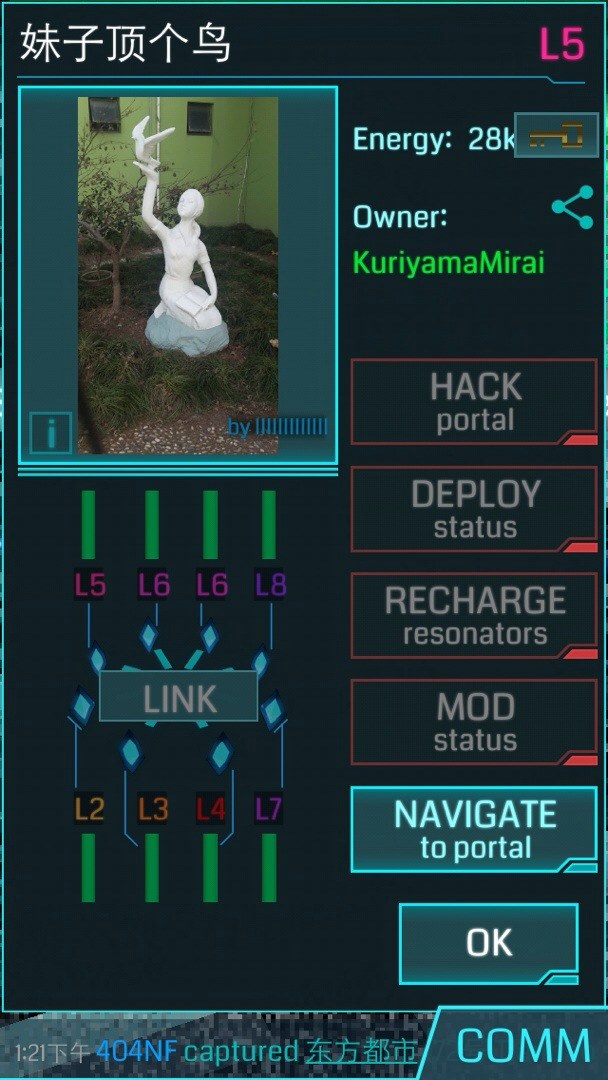 妹子顶个鸟
L5
Energy: 28k
Owner:
KuriyamaMirai
by
HACK
portal
DEPLOY
status
L5 L6 L6 L8
RECHARGE
resonators
LINK
MOD
status
L2 L3 L4 L7
NAVIGATE
to portal
OK
1:21下午 404NF captured 东方都市
COMM